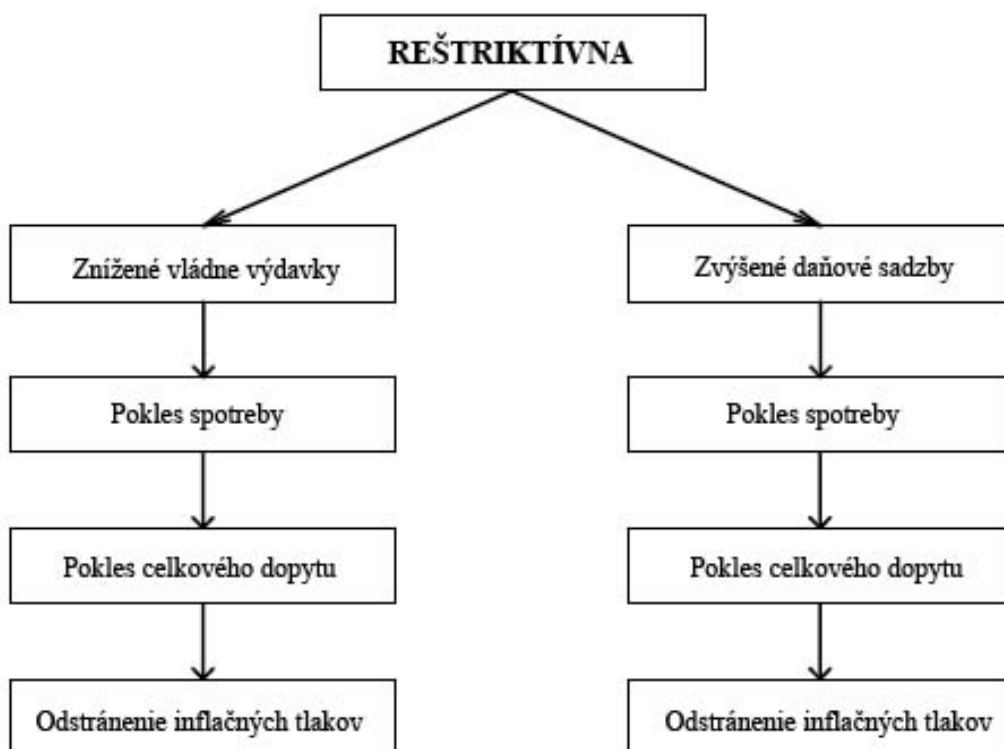 REŠTRIKTÍVNA
Znížené vládne výdavky
Zvýšené daňové sadzby
Pokles spotreby
Pokles spotreby
Pokles celkového dopytu
Pokles celkového dopytu
Odstránenie inflačných tlakov
Odstránenie inflačných tlakov